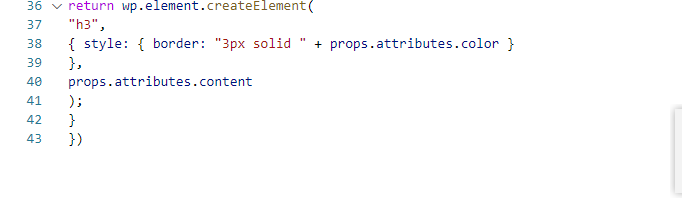 36 return wp.element.createElement(
37 "h3",
38 { style: { border: "3px solid " + props.attributes.color }
39 },
40 props.attributes.content
41 );
42 }
43 })